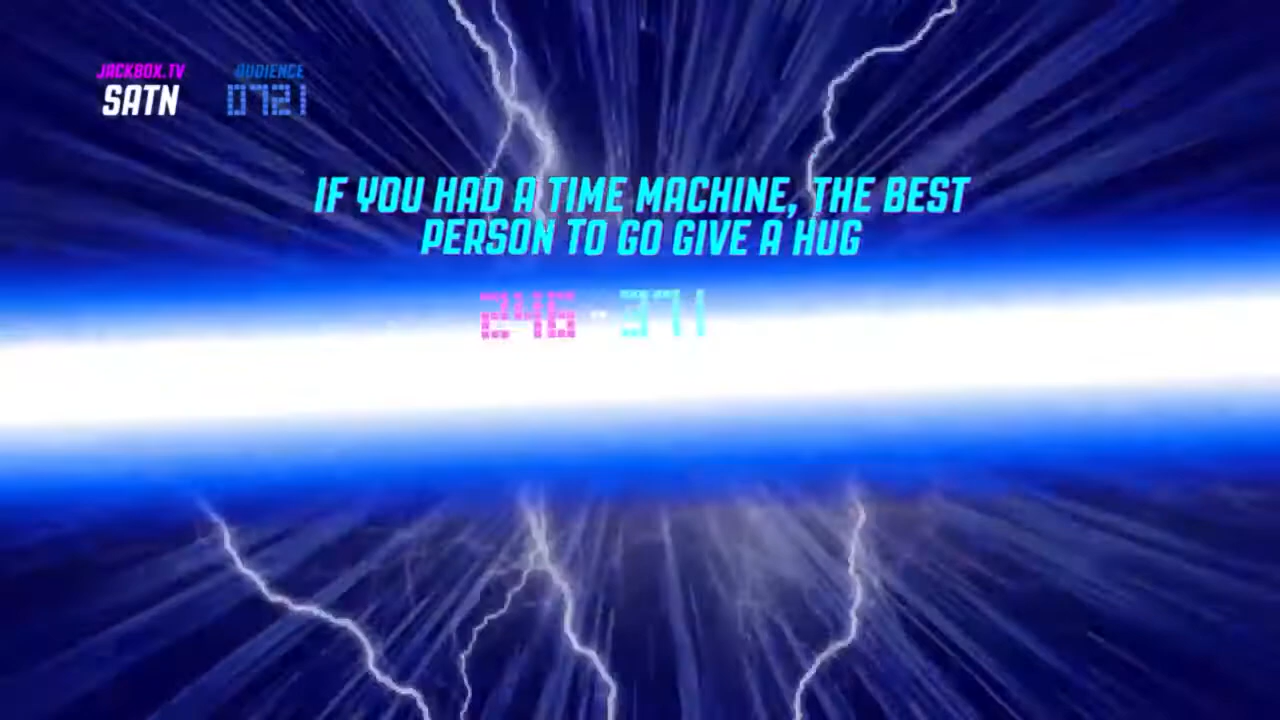 JACKBOX.TV AUDIENCE
SATN 0721
IF YOU HAD A TIME MACHINE, THE BEST
PERSON TO GO GIVE A HUG
246 - 371